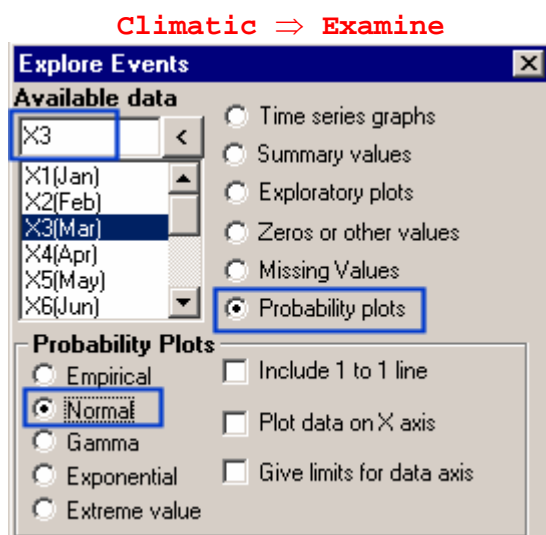 Climatic ⇒ Examine
Explore Events
Available data
X3 <
X1(Jan)
X2(Feb)
X3(Mar)
X4(Apr)
X5(May)
X6(Jun)
Time series graphs
Summary values
Exploratory plots
Zeros or other values
Missing Values
Probability plots
Probability Plots
Empirical
Normal
Gamma
Exponential
Extreme value
Include 1 to 1 line
Plot data on X axis
Give limits for data axis